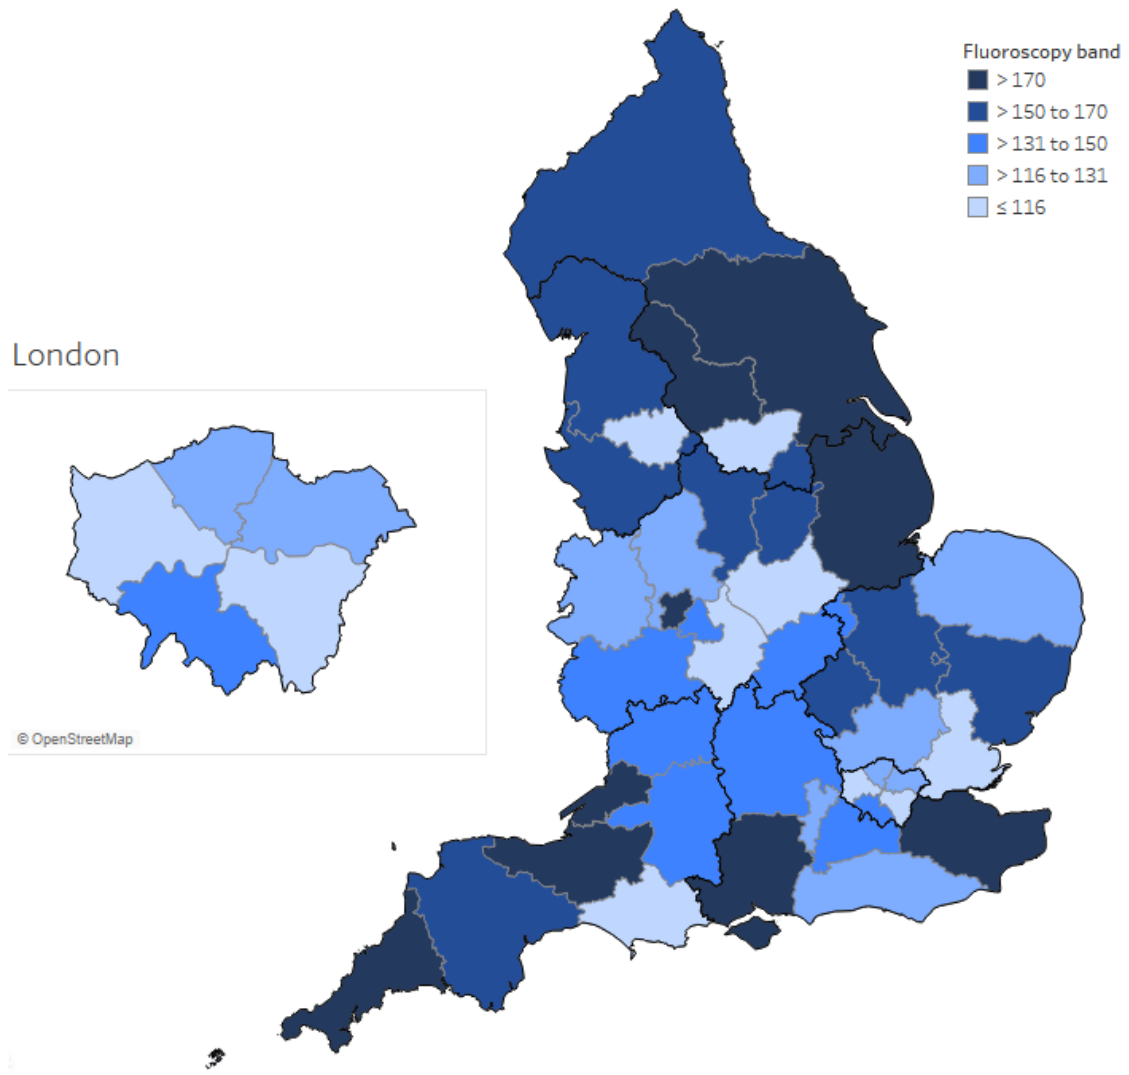 Fluoroscopy band
> 170
> 150 to 170
> 131 to 150
> 116 to 131
≤ 116
London
© OpenStreetMap